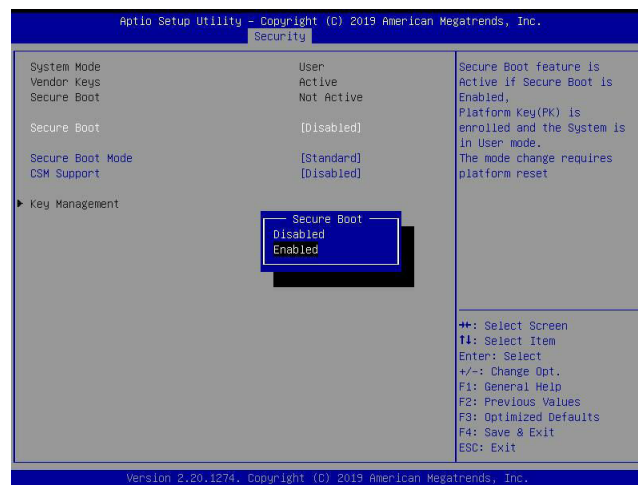 Aptio Setup Utility – Copyright (C) 2019 American Megatrends, Inc.
Security
System Mode User
Vendor Keys Active
Secure Boot Not Active
Secure Boot [Disabled]
Secure Boot Mode [Standard]
CSM Support [Disabled]
Key Management
Secure Boot
Disabled
Enabled
Secure Boot feature is
Active if Secure Boot is
Enabled,
Platform Key(PK) is
enrolled and the System is
in User mode.
The mode change requires
platform reset
→←: Select Screen
↑↓: Select Item
Enter: Select
+/-: Change Opt.
F1: General Help
F2: Previous Values
F3: Optimized Defaults
F4: Save & Exit
ESC: Exit
Version 2.20.1274. Copyright (C) 2019 American Megatrends, Inc.